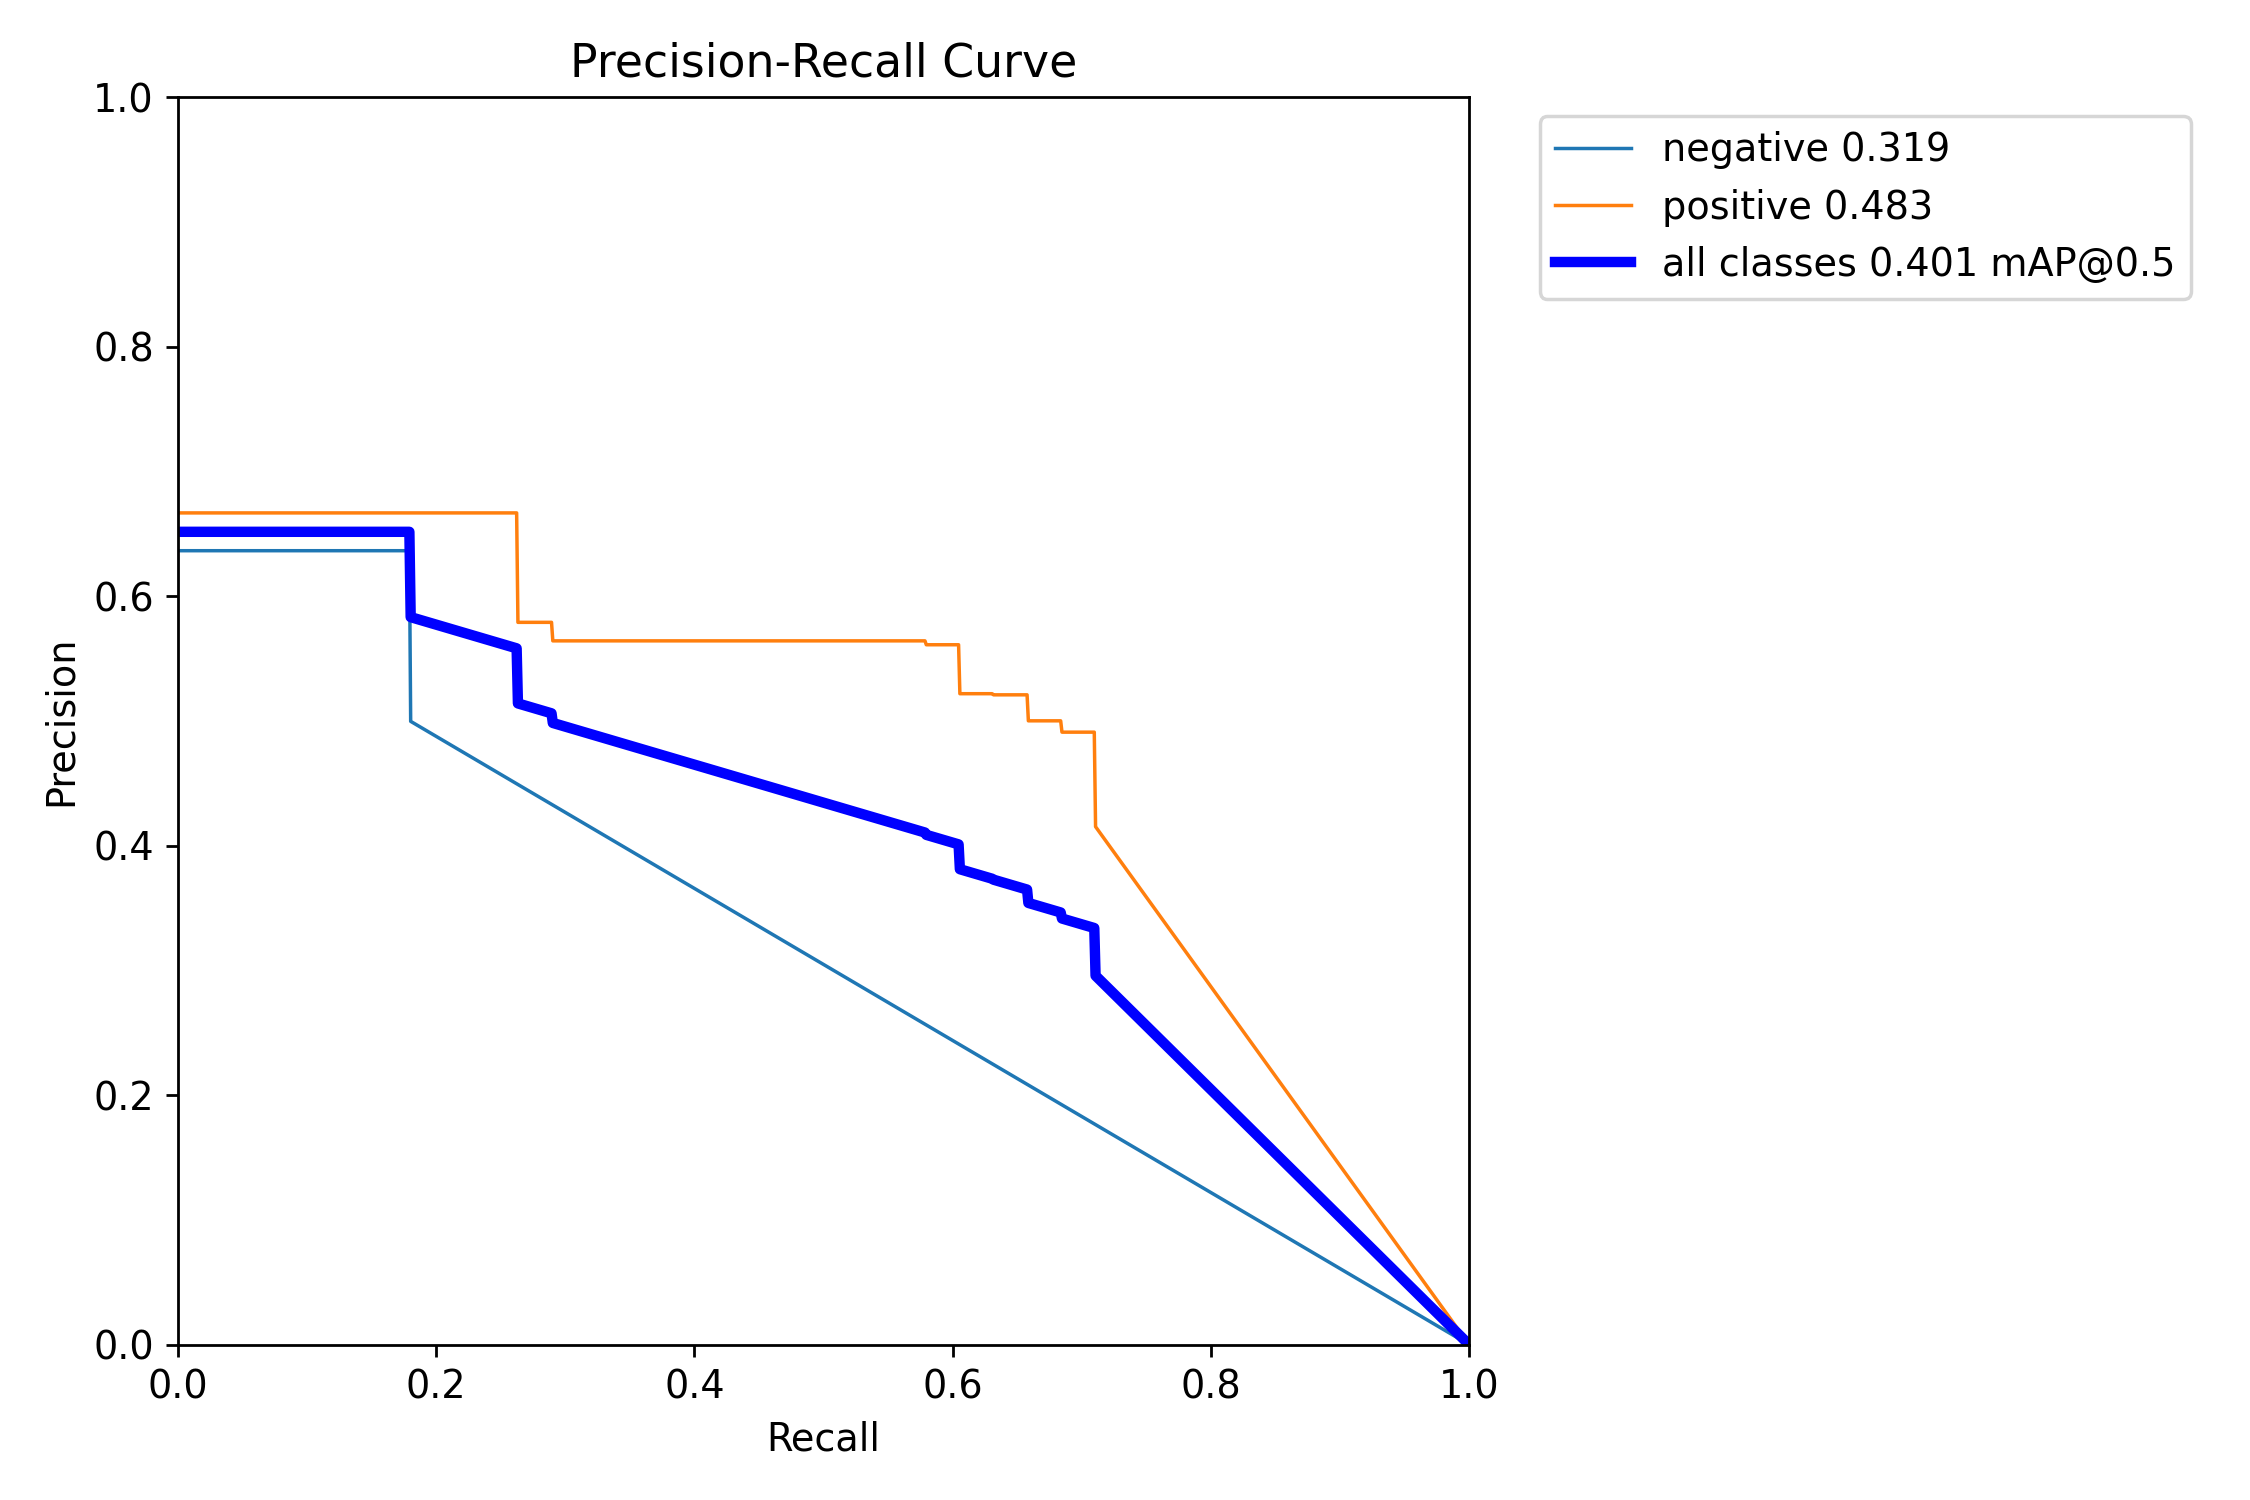 Precision-Recall Curve
1.0
0.8
0.6
0.4
0.2
0.0
Precision
0.0 0.2 0.4 0.6 0.8 1.0
Recall
negative 0.319
positive 0.483
all classes 0.401 mAP@0.5